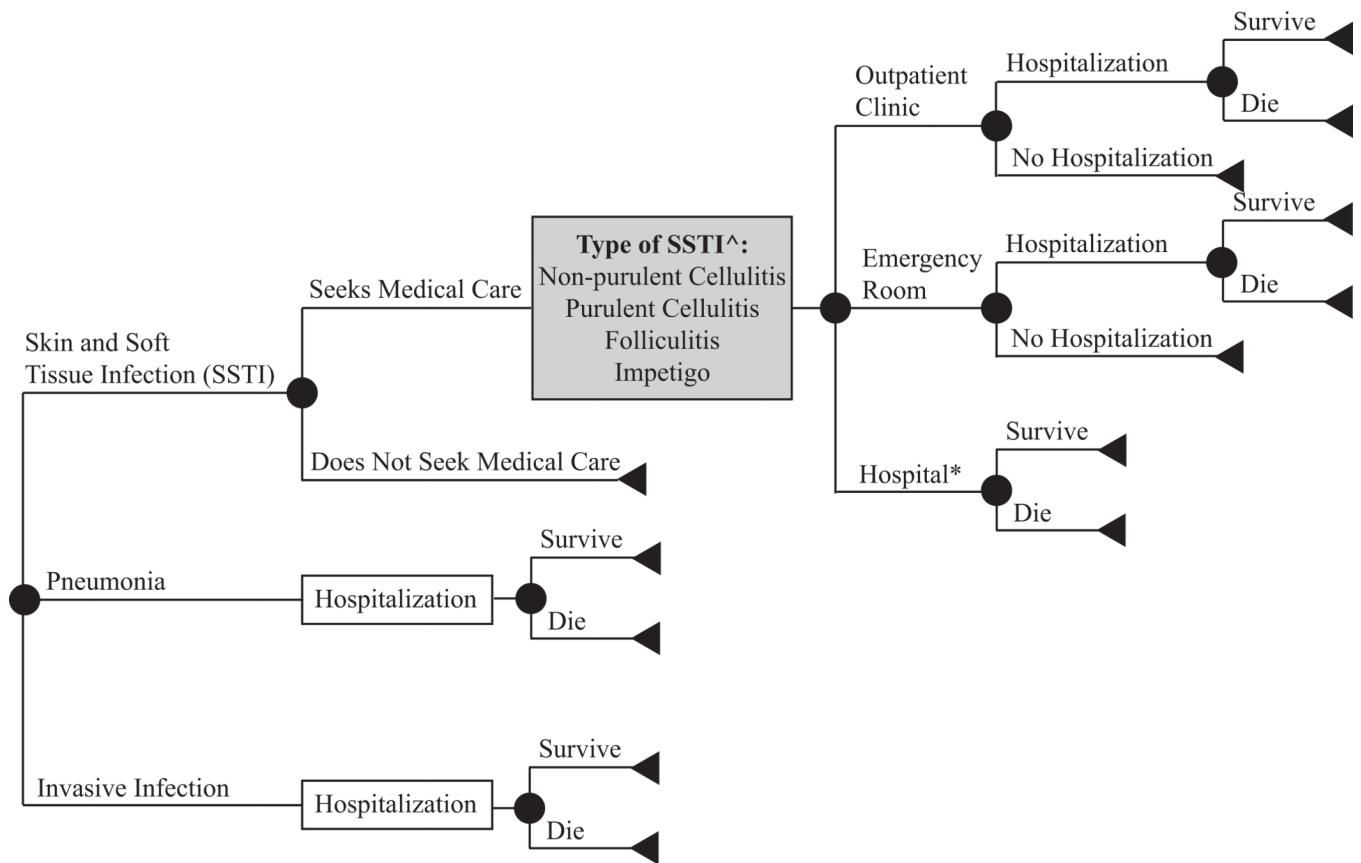 Survive
Hospitalization
Outpatient
Clinic
Die
No Hospitalization
Survive
Type of SSTI^:
Non-purulent Cellulitis
Purulent Cellulitis
Folliculitis
Impetigo
Hospitalization
Emergency
Room
Die
Seeks Medical Care
No Hospitalization
Skin and Soft
Tissue Infection (SSTI)
Survive
Does Not Seek Medical Care
Hospital*
Die
Survive
Pneumonia
Hospitalization
Die
Survive
Invasive Infection
Hospitalization
Die